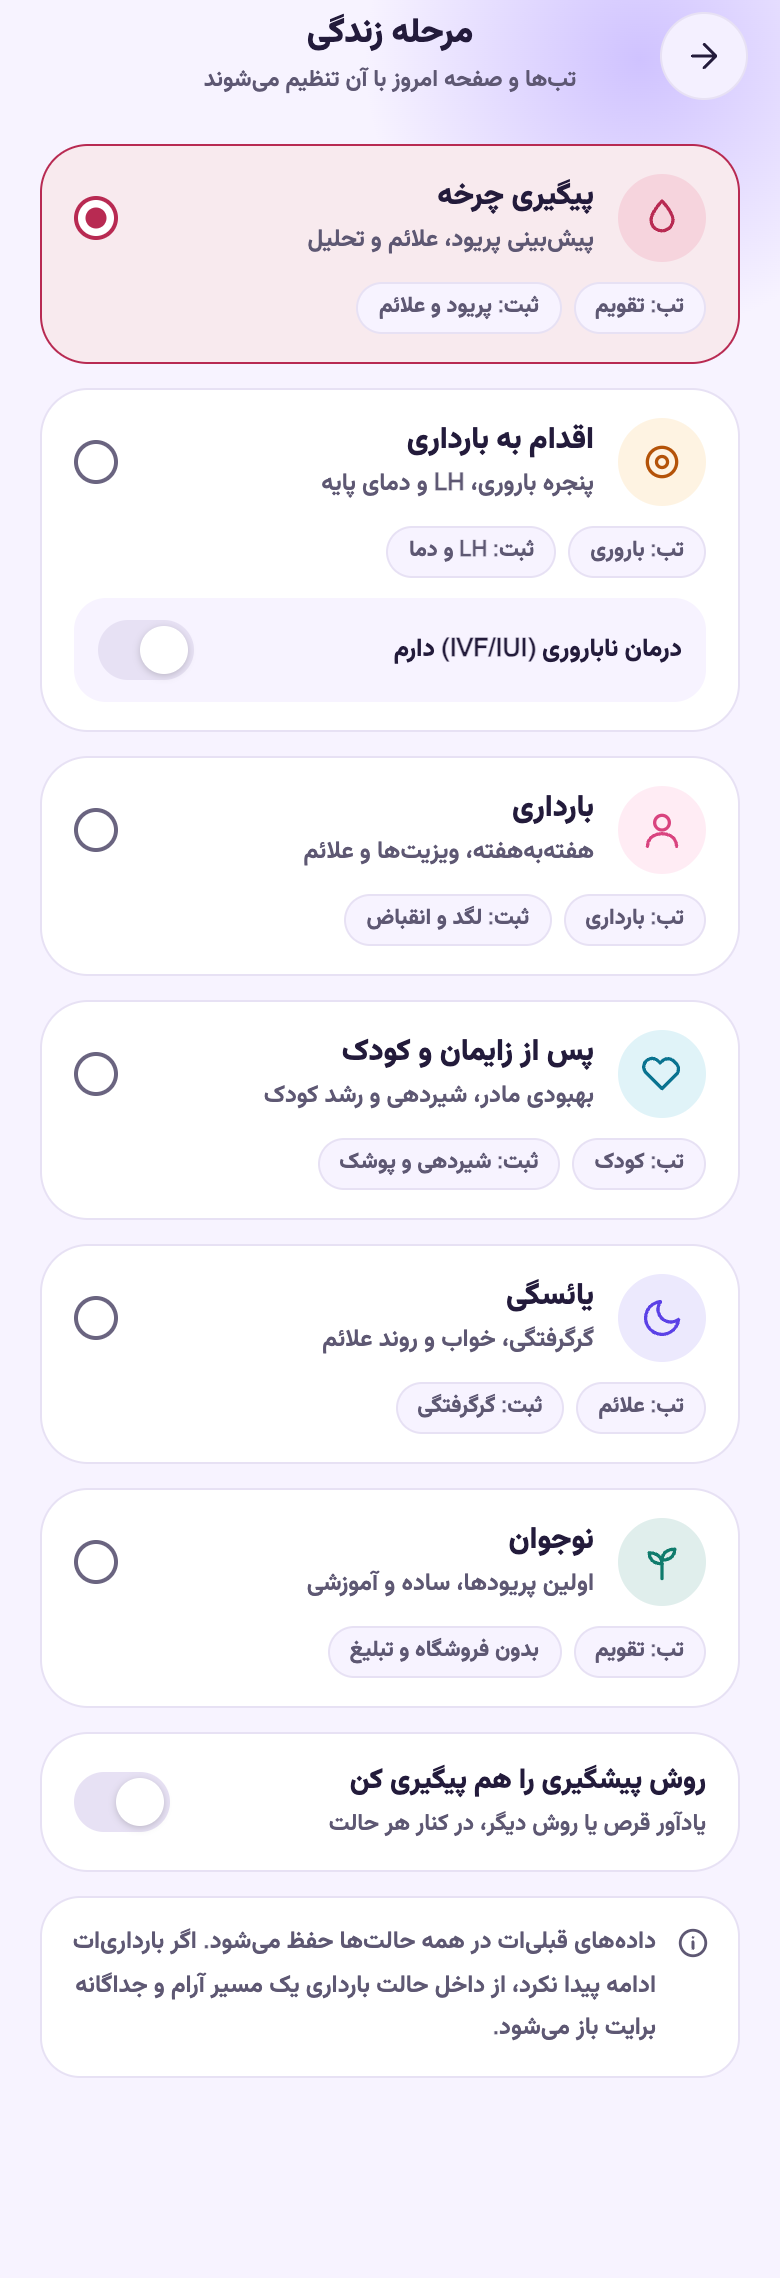 مرحله زندگی
تب‌ها و صفحه امروز با آن تنظیم می‌شوند
پیگیری چرخه
پیش‌بینی پریود، علائم و تحلیل
تب: تقویم
ثبت: پریود و علائم
اقدام به بارداری
پنجره باروری، LH و دمای پایه
تب: باروری
ثبت: LH و دما
درمان ناباروری (IVF/IUI) دارم
بارداری
هفته‌به‌هفته، ویزیت‌ها و علائم
تب: بارداری
ثبت: لگد و انقباض
پس از زایمان و کودک
بهبودی مادر، شیردهی و رشد کودک
تب: کودک
ثبت: شیردهی و پوشک
یائسگی
گرگرفتگی، خواب و روند علائم
تب: علائم
ثبت: گرگرفتگی
نوجوان
اولین پریودها، ساده و آموزشی
تب: تقویم
بدون فروشگاه و تبلیغ
روش پیشگیری را هم پیگیری کن
یادآور قرص یا روش دیگر، در کنار هر حالت
داده‌های قبلی‌ات در همه حالت‌ها حفظ می‌شود. اگر بارداری‌ات
ادامه پیدا نکرد، از داخل حالت بارداری یک مسیر آرام و جداگانه
برایت باز می‌شود.